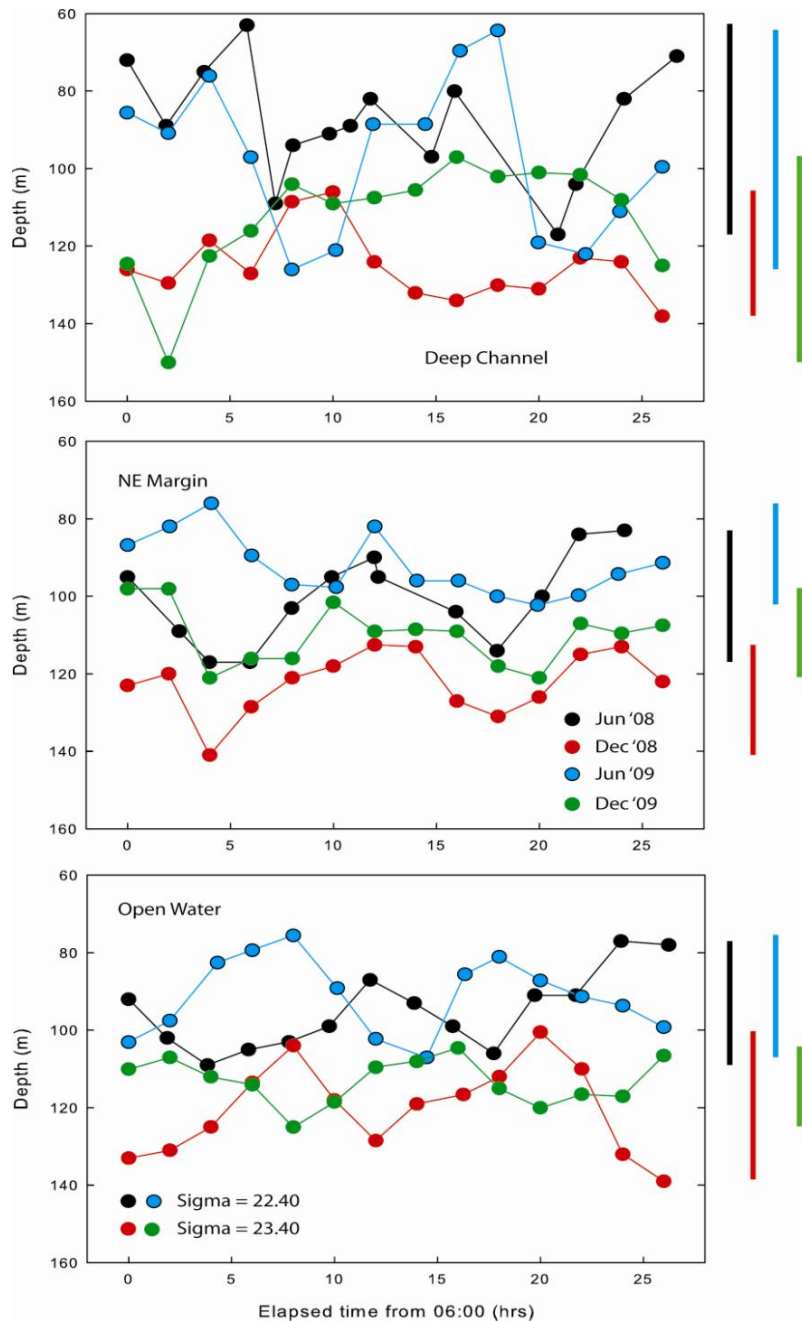 60
80
100
120
140
160
Depth (m)
Deep Channel
0 5 10 15 20 25
60
80
100
120
140
160
Depth (m)
NE Margin
Jun ‘08
Dec ‘08
Jun ‘09
Dec ‘09
0 5 10 15 20 25
60
80
100
120
140
160
Depth (m)
Open Water
Sigma = 22.40
Sigma = 23.40
0 5 10 15 20 25
Elapsed time from 06:00 (hrs)